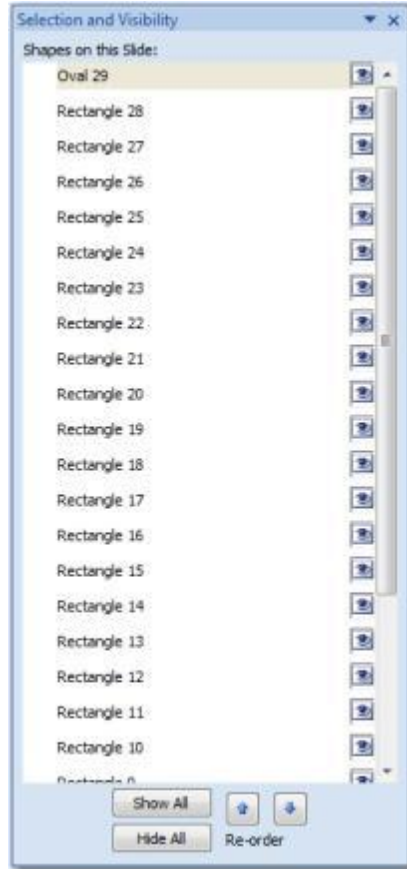 Selection and Visibility
Shapes on this Slide:
Oval 29
Rectangle 28
Rectangle 27
Rectangle 26
Rectangle 25
Rectangle 24
Rectangle 23
Rectangle 22
Rectangle 21
Rectangle 20
Rectangle 19
Rectangle 18
Rectangle 17
Rectangle 16
Rectangle 15
Rectangle 14
Rectangle 13
Rectangle 12
Rectangle 11
Rectangle 10
Rectangle 9
Show All
Hide All Re-order